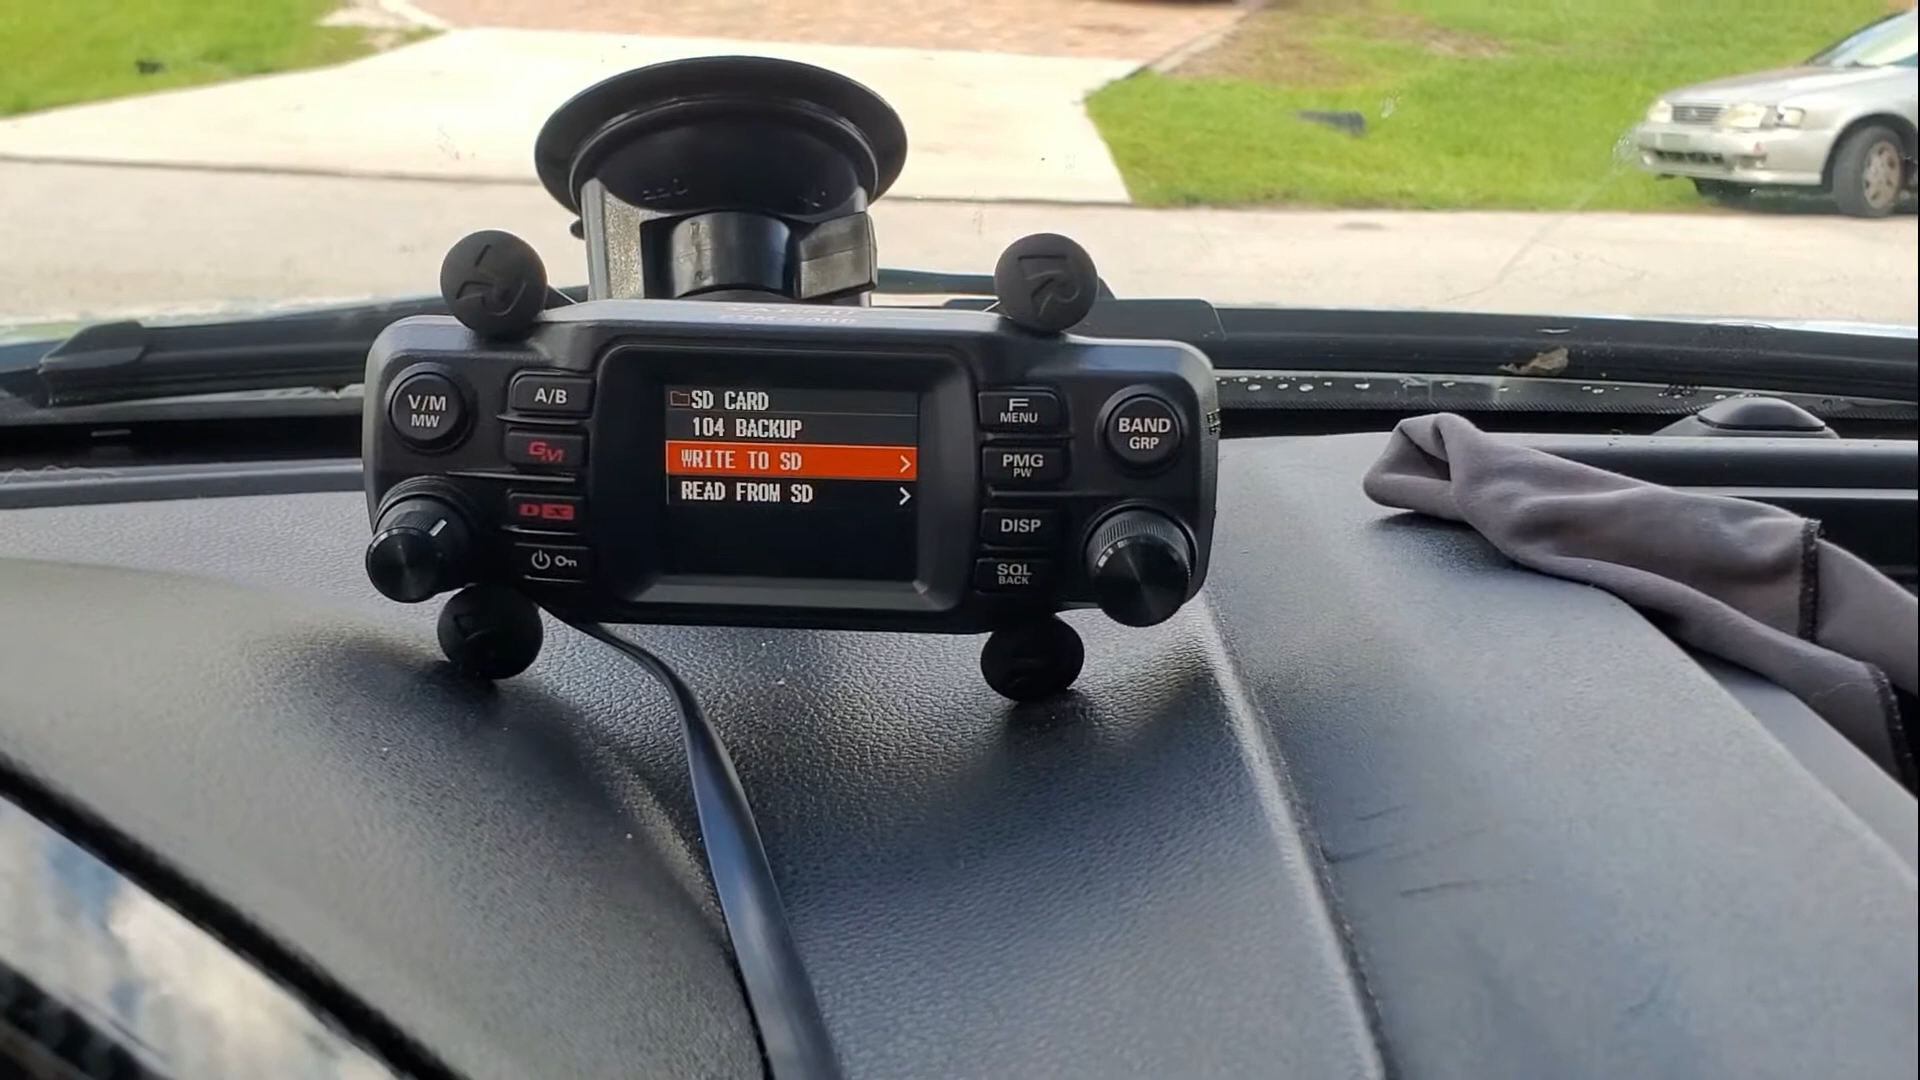 SD CARD
104 BACKUP
WRITE TO SD >
READ FROM SD >
V/M
MW
A/B
GM
DX
F
MENU
PMG
PW
DISP
SQL
BACK
BAND
GRP